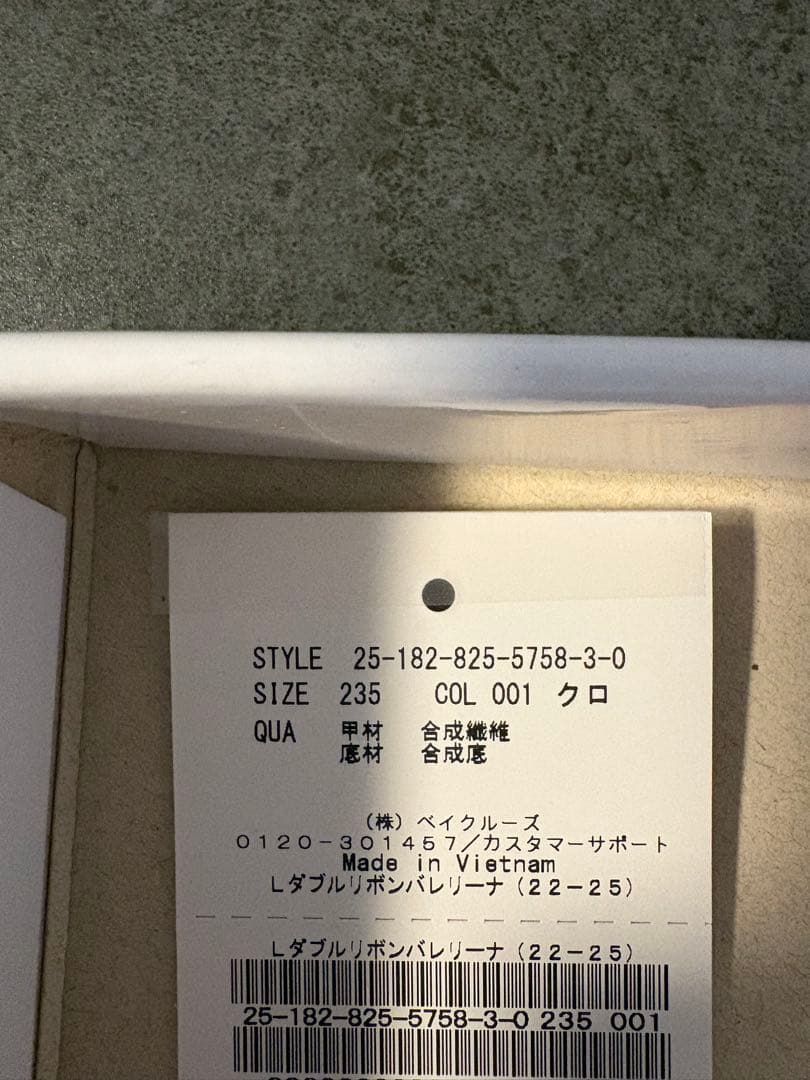 STYLE 25-182-825-5758-3-0
SIZE 235 COL 001 クロ
QUA 甲材 合成繊維
底材 合成底
(株)ベイクルーズ
0120-301457/カスタマーサポート
Made in Vietnam
Lダブルリボンバレリーナ(22-25)
Lダブルリボンバレリーナ(22-25)
25-182-825-5758-3-0 235 001